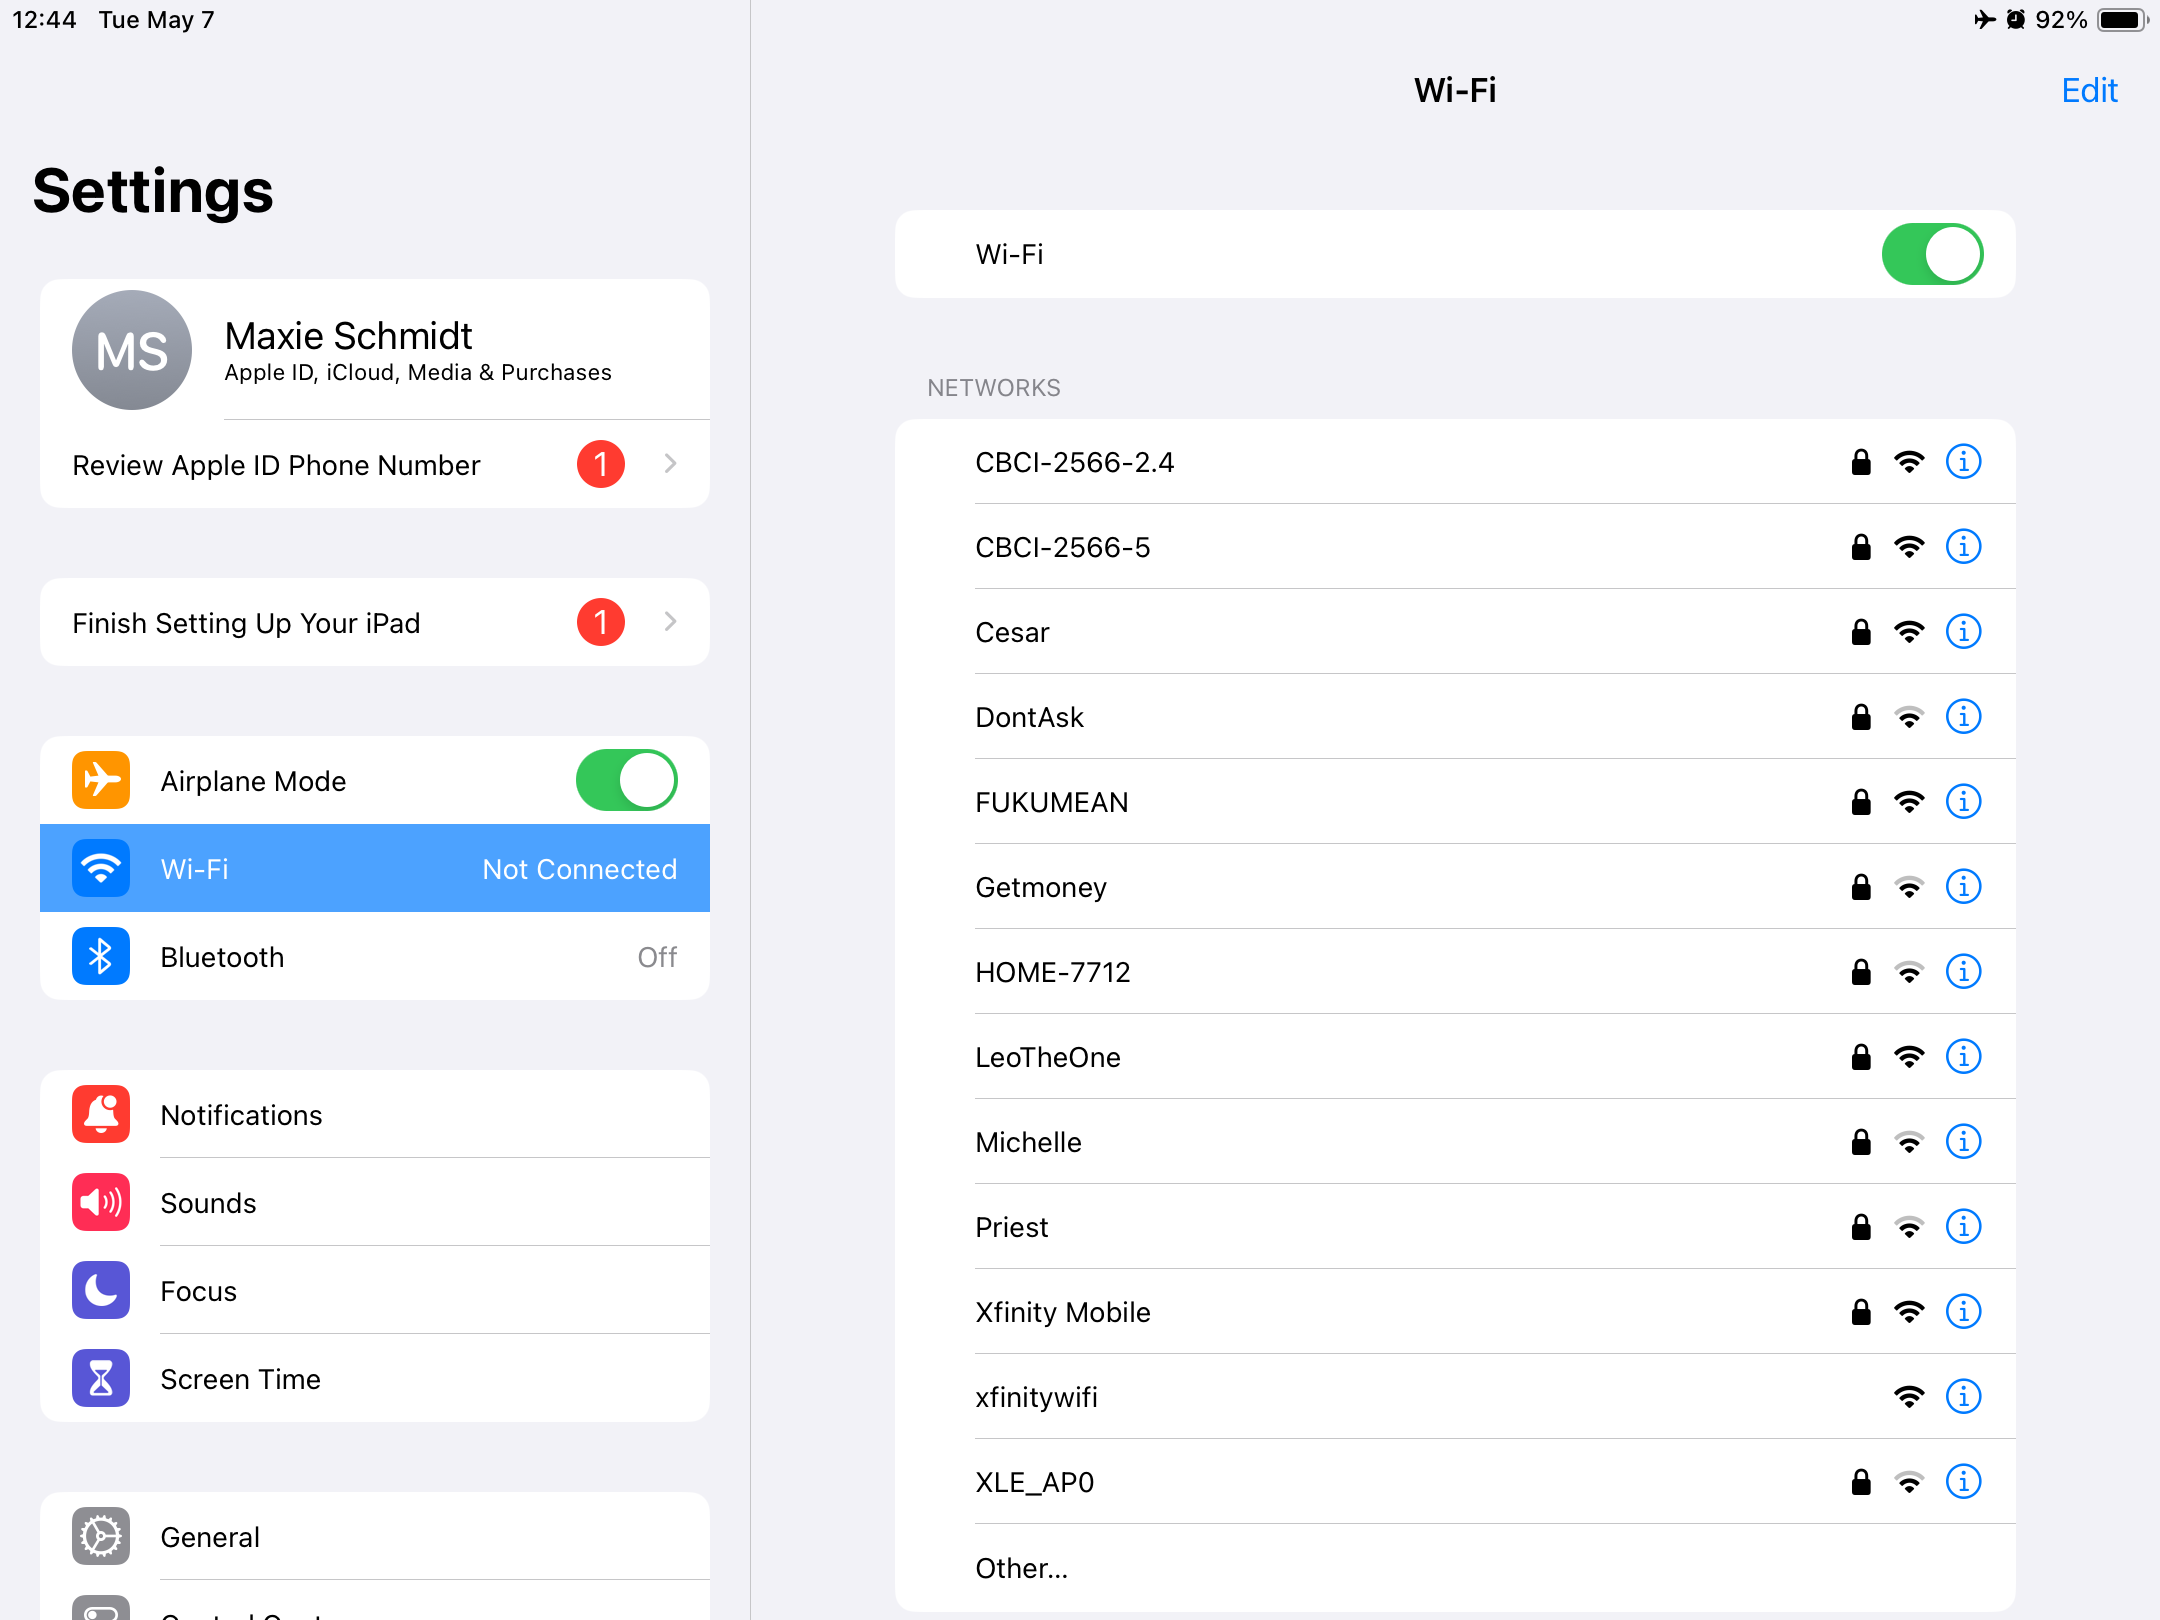 12:44 Tue May 7
92%
Settings
MS
Maxie Schmidt
Apple ID, iCloud, Media & Purchases
Review Apple ID Phone Number 1
Finish Setting Up Your iPad 1
Airplane Mode
Wi-Fi Not Connected
Bluetooth Off
Notifications
Sounds
Focus
Screen Time
General
Wi-Fi
Edit
Wi-Fi
NETWORKS
CBCI-2566-2.4
CBCI-2566-5
Cesar
DontAsk
FUKUMEAN
Getmoney
HOME-7712
LeoTheOne
Michelle
Priest
Xfinity Mobile
xfinitywifi
XLE_AP0
Other...